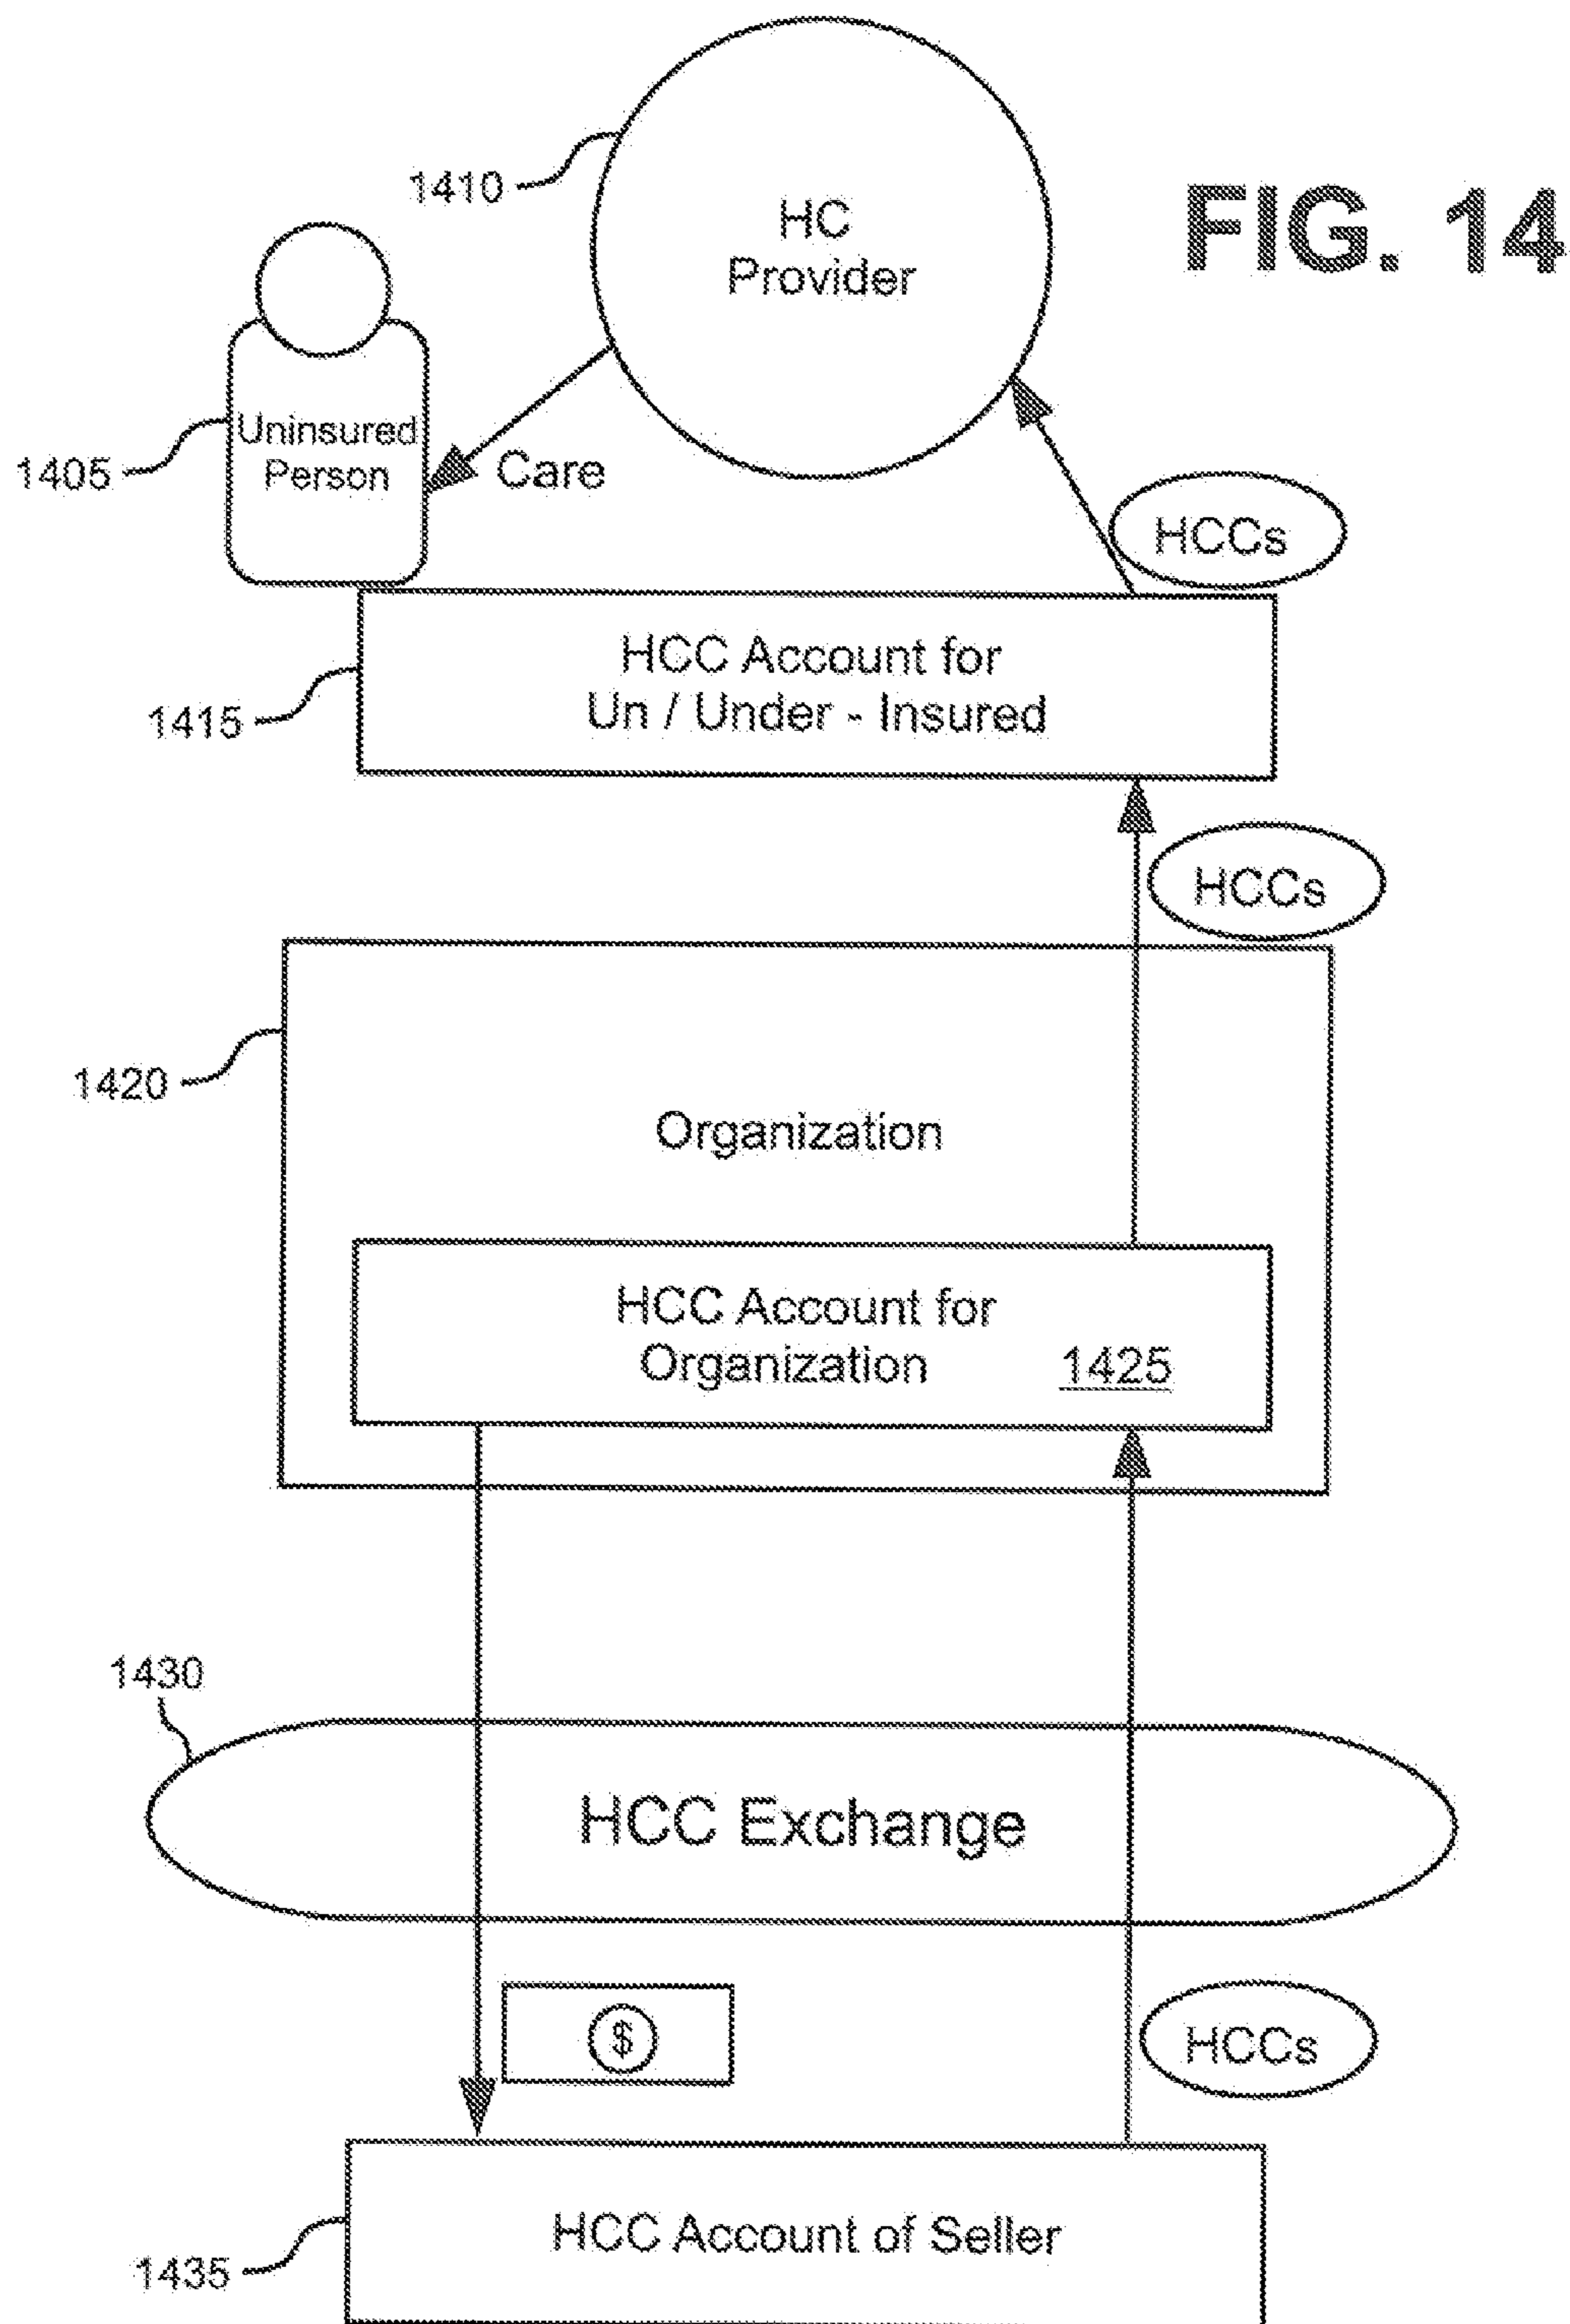 1410
HC
Provider
FIG. 14
1405
Uninsured
Person
Care
HCCs
1415
HCC Account for
Un / Under - Insured
HCCs
1420
Organization
HCC Account for
Organization 1425
1430
HCC Exchange
$
HCCs
1435
HCC Account of Seller